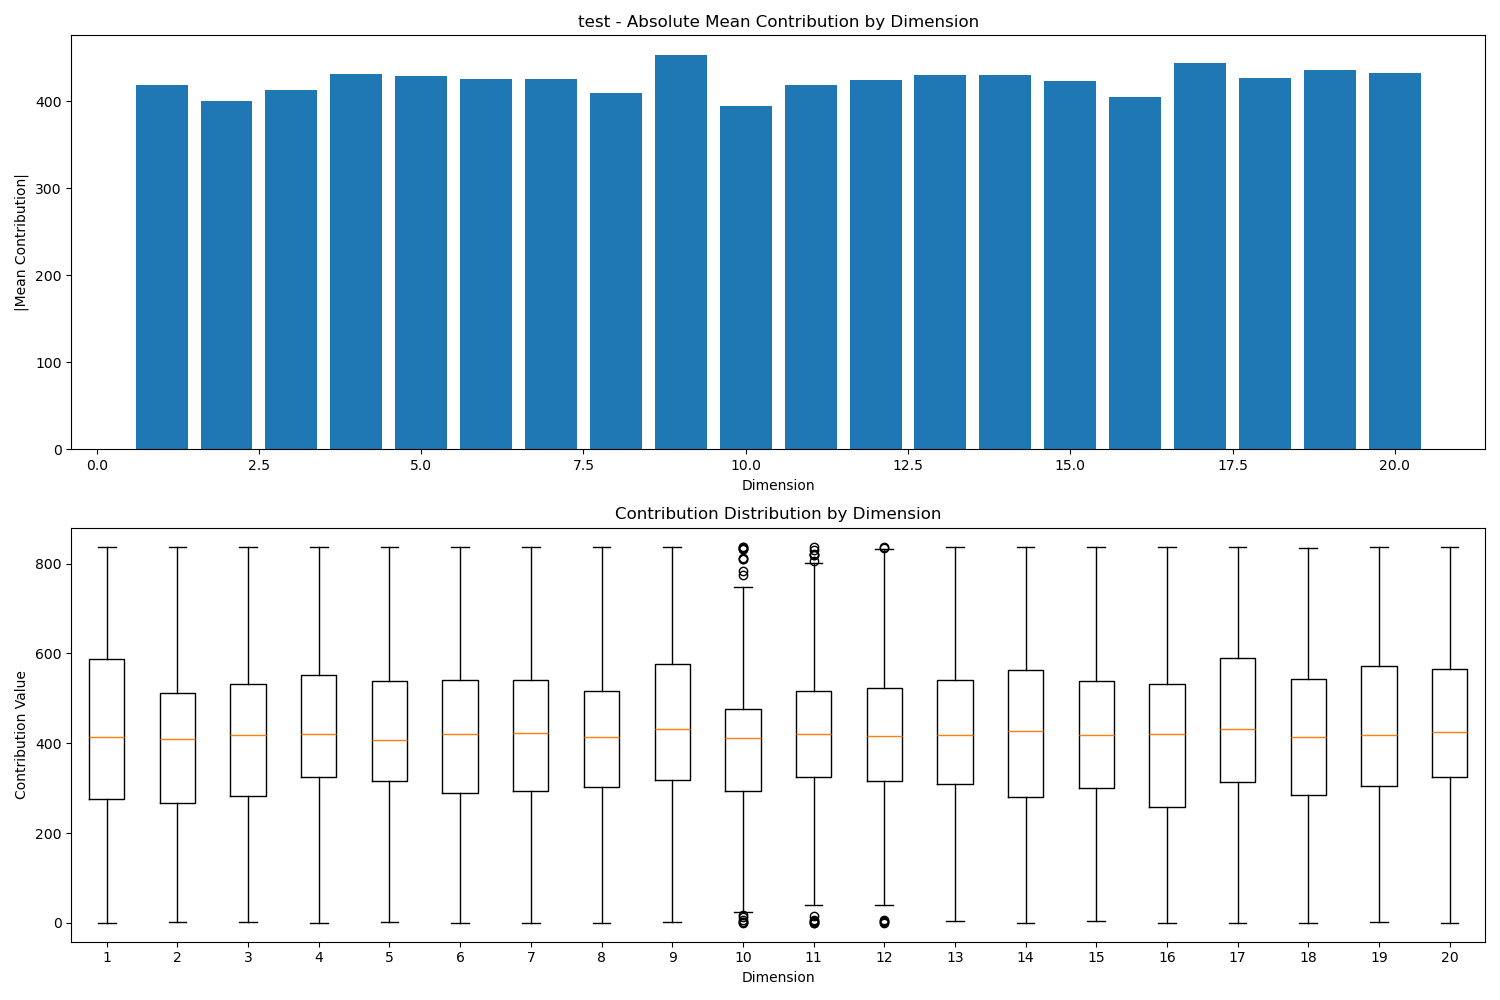 test - Absolute Mean Contribution by Dimension
|Mean Contribution|
400
300
200
100
0
0.0 2.5 5.0 7.5 10.0 12.5 15.0 17.5 20.0
Dimension
Contribution Distribution by Dimension
Contribution Value
800
600
400
200
0
1 2 3 4 5 6 7 8 9 10 11 12 13 14 15 16 17 18 19 20
Dimension